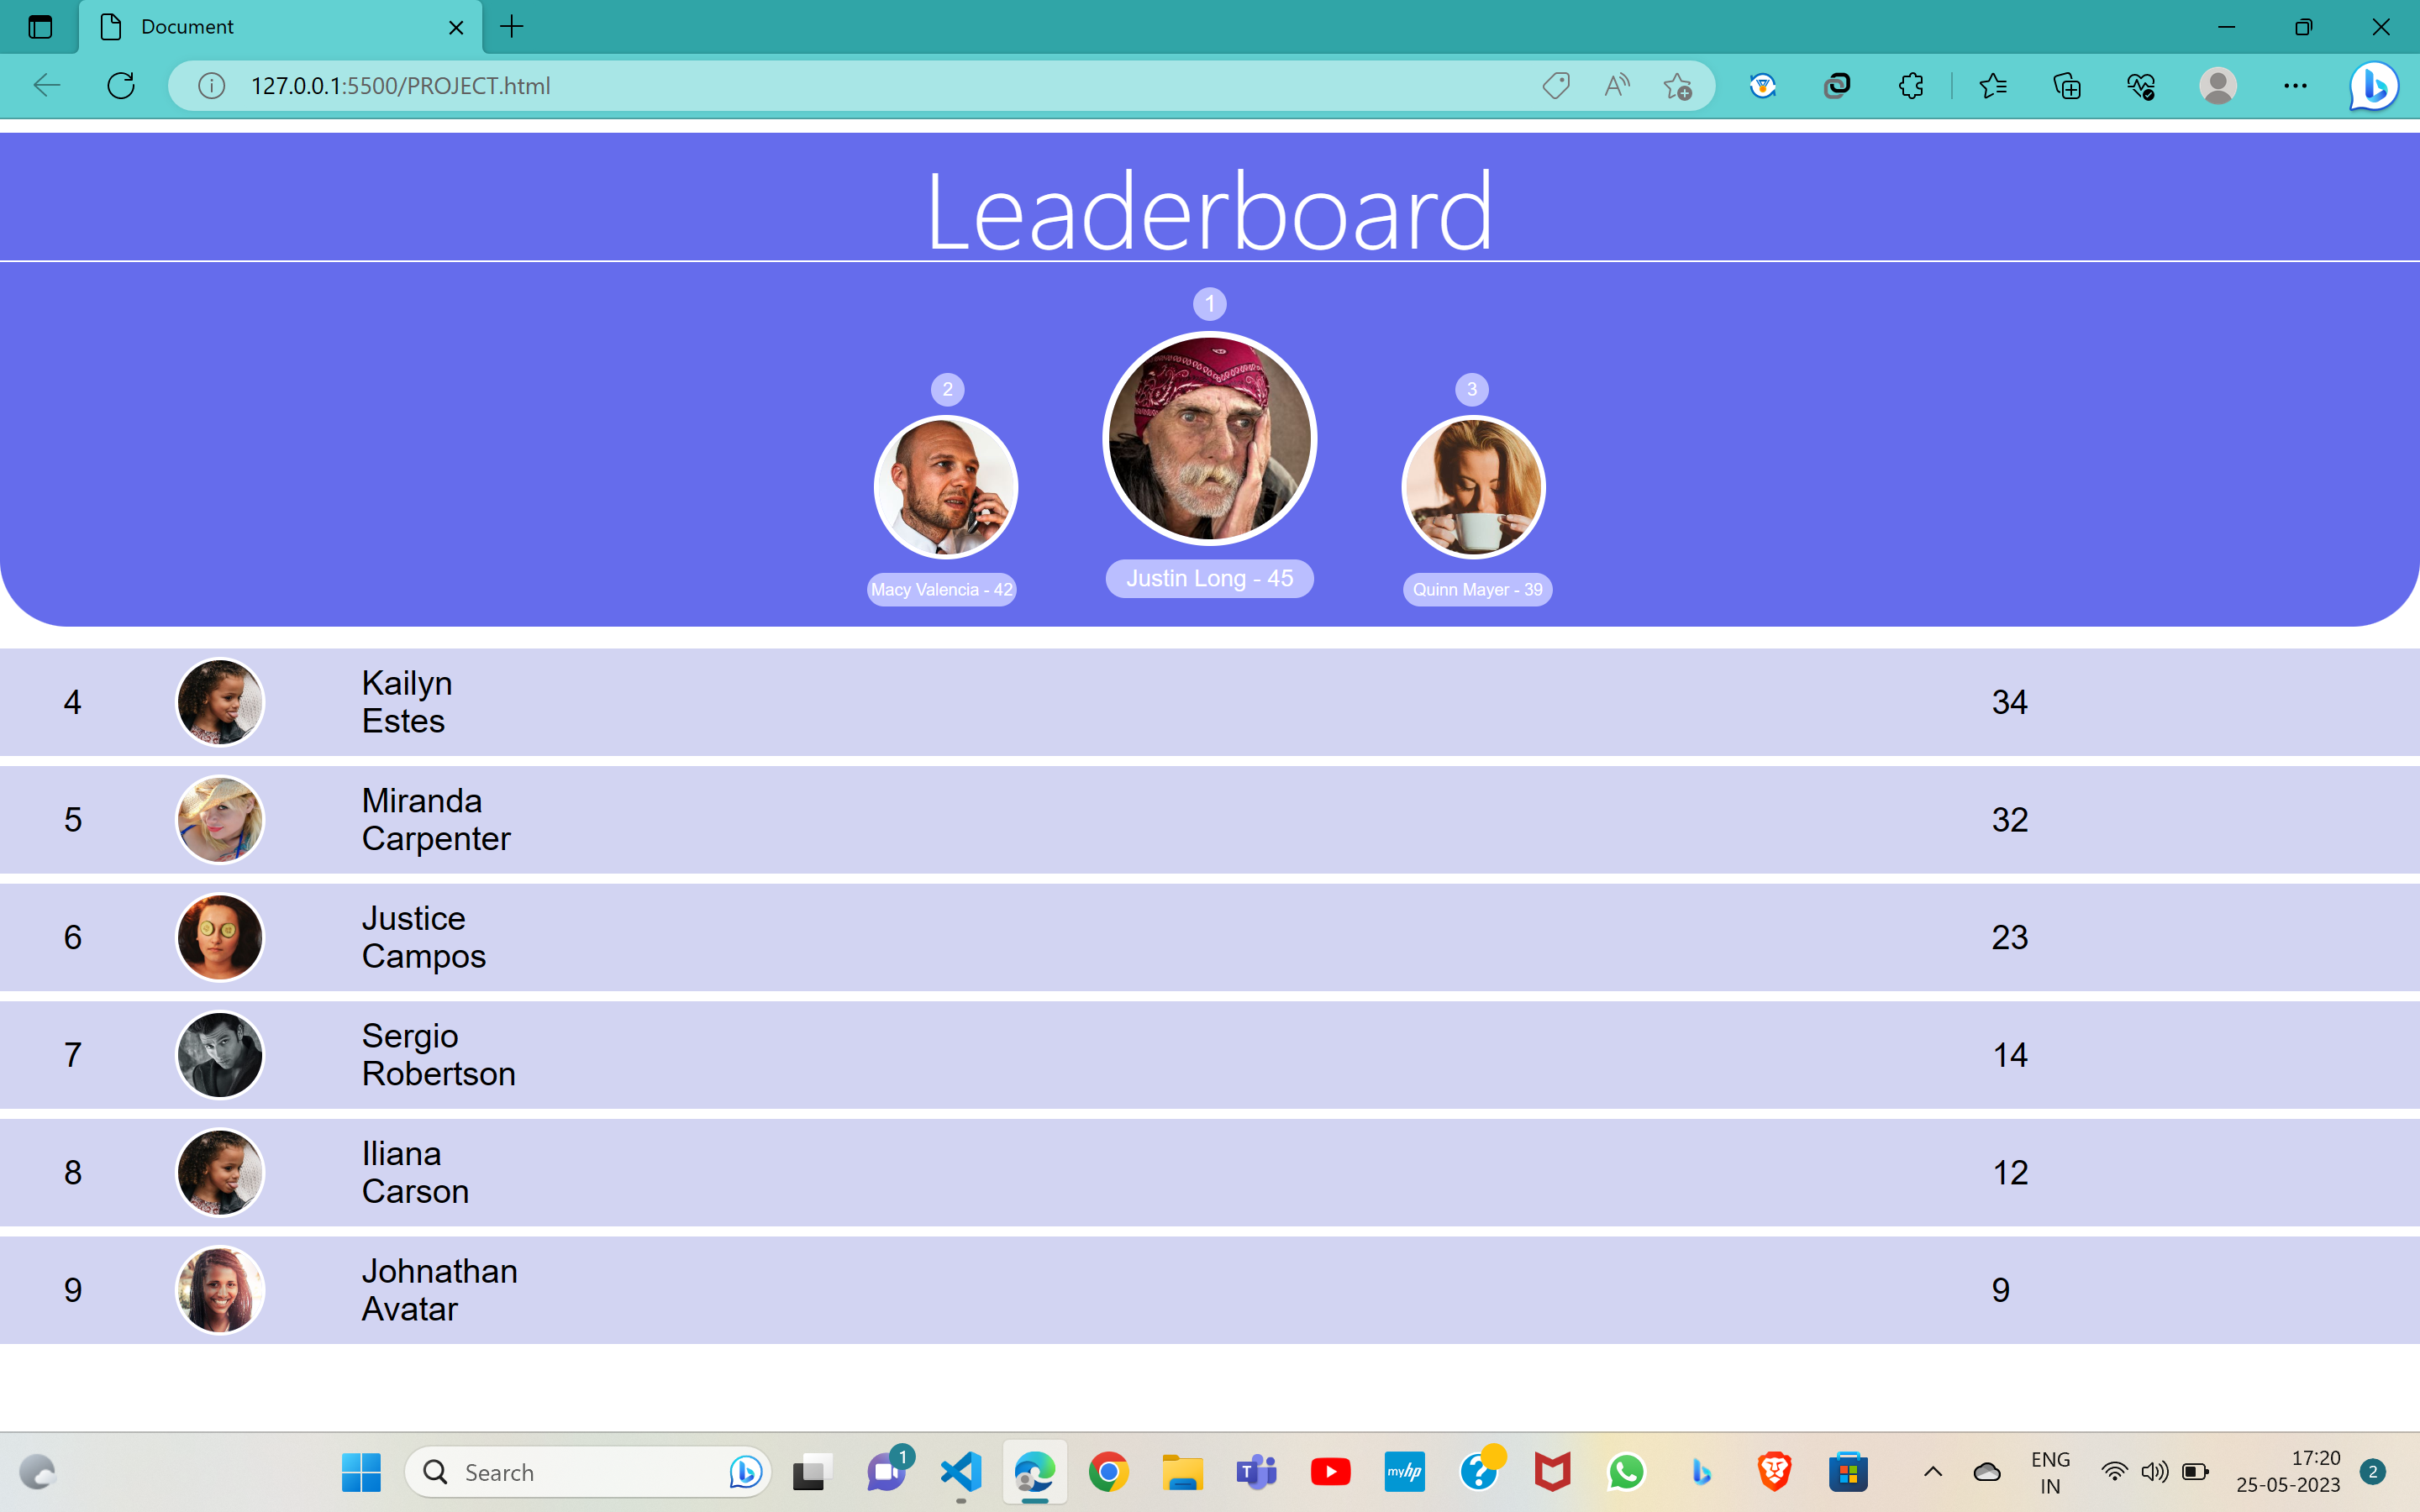 Document
127.0.0.1:5500/PROJECT.html
Leaderboard
1
2
3
Macy Valencia - 42
Justin Long - 45
Quinn Mayer - 39
4
Kailyn
Estes
34
5
Miranda
Carpenter
32
6
Justice
Campos
23
7
Sergio
Robertson
14
8
Iliana
Carson
12
9
Johnathan
Avatar
9
Search
1
T
myhp
?
ENG
IN
17:20
25-05-2023
2